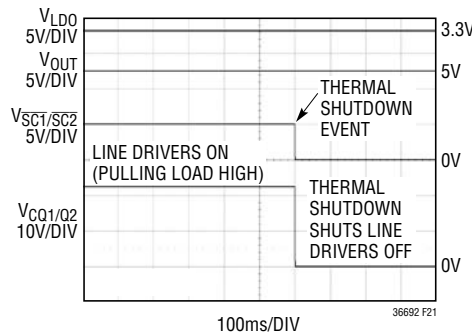 VLDO
5V/DIV
3.3V
VOUT
5V/DIV
5V
VSC1/SC2
5V/DIV
THERMAL
SHUTDOWN
EVENT
0V
LINE DRIVERS ON
(PULLING LOAD HIGH)
THERMAL
SHUTDOWN
SHUTS LINE
DRIVERS OFF
VCQ1/Q2
10V/DIV
0V
36692 F21
100ms/DIV